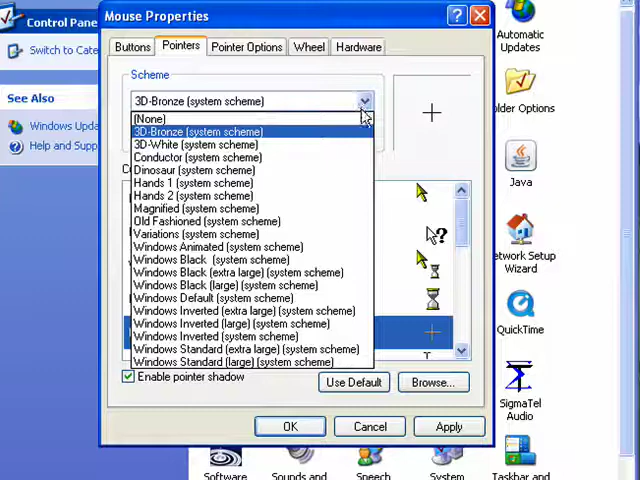 Control Pane
Switch to Cate
See Also
Windows Upda
Help and Supp
Mouse Properties
Buttons
Pointers
Pointer Options
Wheel
Hardware
Scheme
3D-Bronze (system scheme)
(None)
3D-Bronze (system scheme)
3D-White (system scheme)
Conductor (system scheme)
Dinosaur (system scheme)
Hands 1 (system scheme)
Hands 2 (system scheme)
Magnified (system scheme)
Old Fashioned (system scheme)
Variations (system scheme)
Windows Animated (system scheme)
Windows Black (system scheme)
Windows Black (extra large) (system scheme)
Windows Black (large) (system scheme)
Windows Default (system scheme)
Windows Inverted (extra large) (system scheme)
Windows Inverted (large) (system scheme)
Windows Inverted (system scheme)
Windows Standard (extra large) (system scheme)
Windows Standard (large) (system scheme)
Enable pointer shadow
Use Default
Browse...
OK
Cancel
Apply
Automatic
Updates
older Options
Java
etwork Setup
Wizard
QuickTime
SigmaTel
Audio
Software
Sounds and
Speech
System
Taskbar and